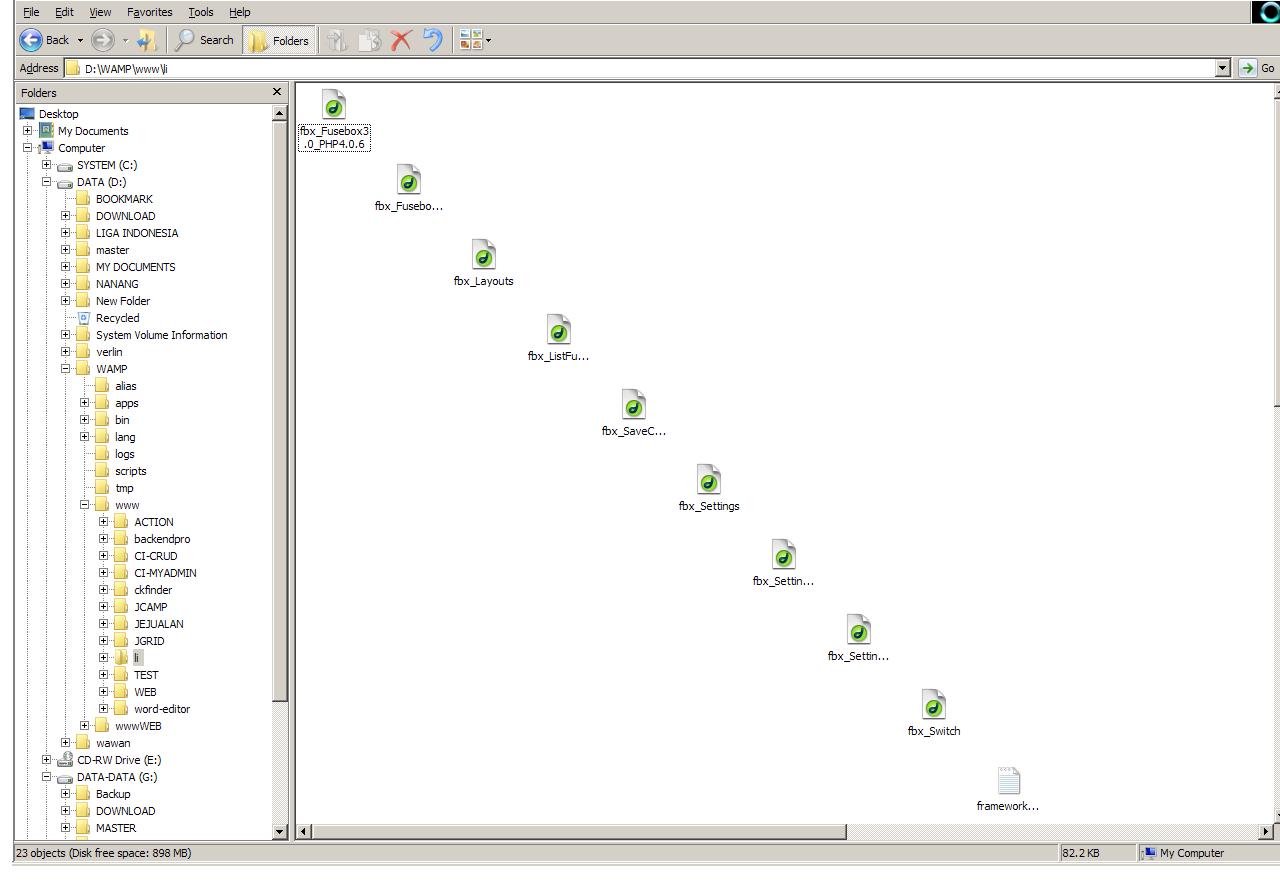 File Edit View Favorites Tools Help
Back Search Folders
Address D:\WAMP\www\li Go
Folders
Desktop
My Documents
Computer
SYSTEM (C:)
DATA (D:)
BOOKMARK
DOWNLOAD
LIGA INDONESIA
master
MY DOCUMENTS
NANANG
New Folder
Recycled
System Volume Information
verlin
WAMP
alias
apps
bin
lang
logs
scripts
tmp
www
ACTION
backendpro
CI-CRUD
CI-MYADMIN
ckfinder
JCAMP
JEJUALAN
JGRID
li
TEST
WEB
word-editor
wwwWEB
wawan
CD-RW Drive (E:)
DATA-DATA (G:)
Backup
DOWNLOAD
MASTER
fbx_Fusebox3
.0_PHP4.0.6
fbx_Fusebo...
fbx_Layouts
fbx_ListFu...
fbx_SaveC...
fbx_Settings
fbx_Settin...
fbx_Settin...
fbx_Switch
framework...
23 objects (Disk free space: 898 MB) 82.2 KB My Computer